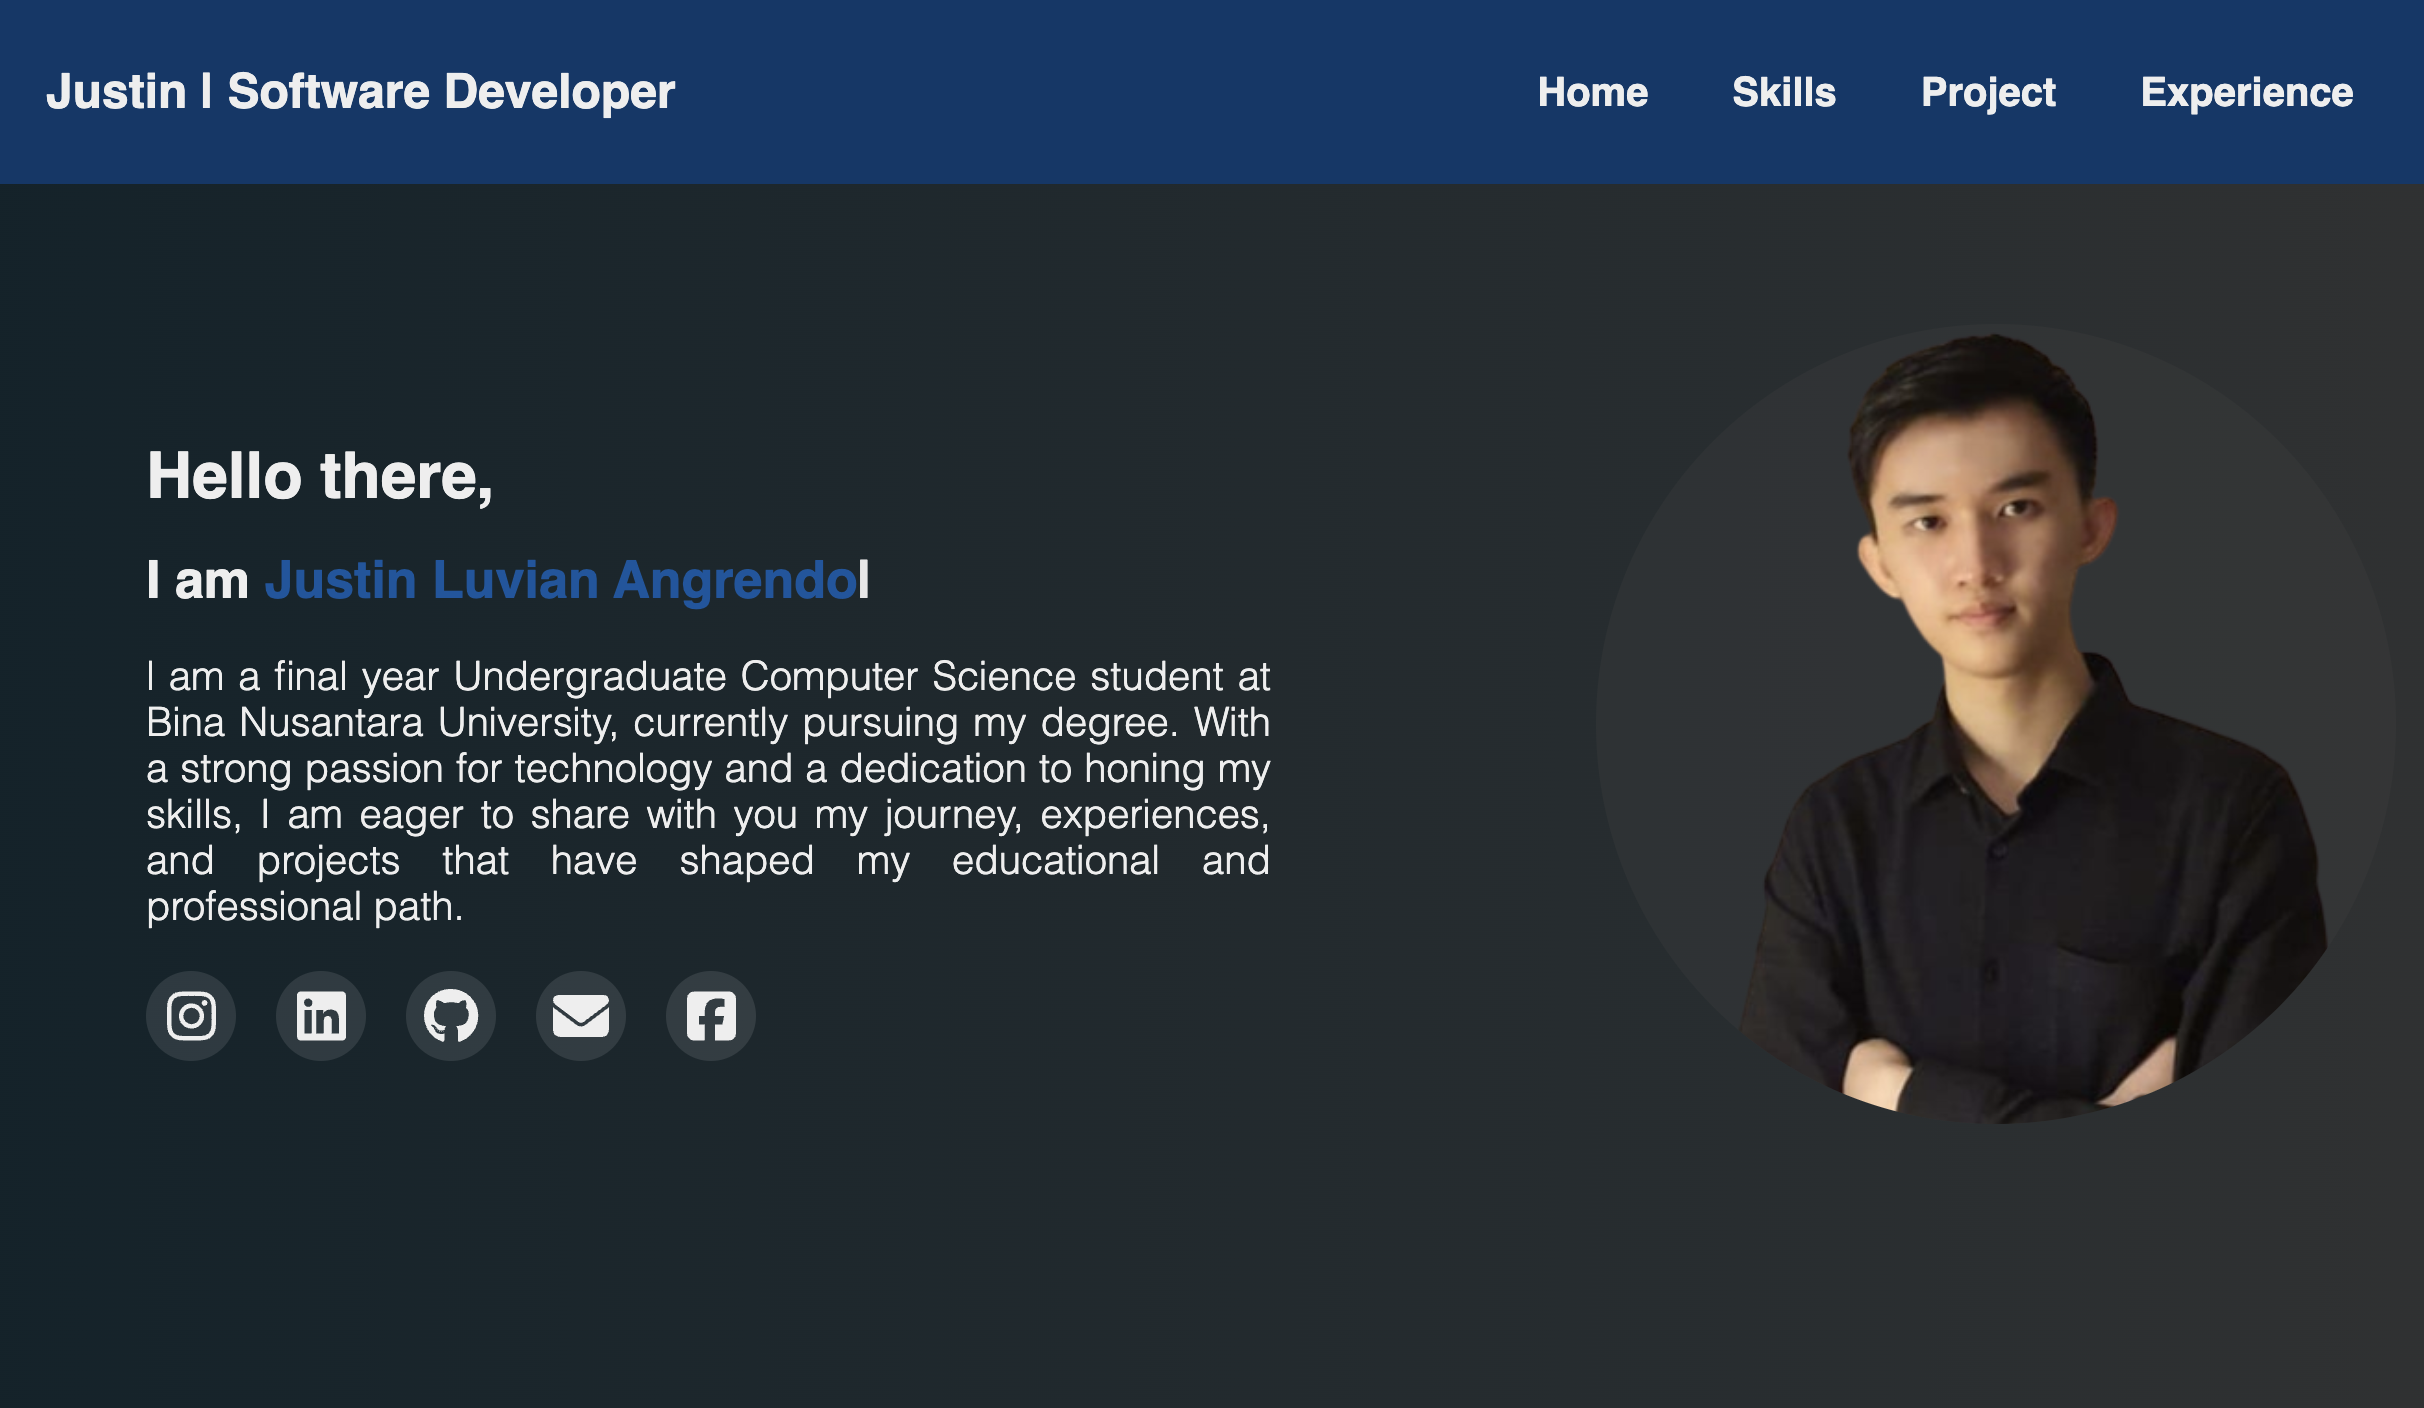 Justin | Software Developer
Home Skills Project Experience
Hello there,
I am Justin Luvian Angrendo|
I am a final year Undergraduate Computer Science student at
Bina Nusantara University, currently pursuing my degree. With
a strong passion for technology and a dedication to honing my
skills, I am eager to share with you my journey, experiences,
and projects that have shaped my educational and
professional path.